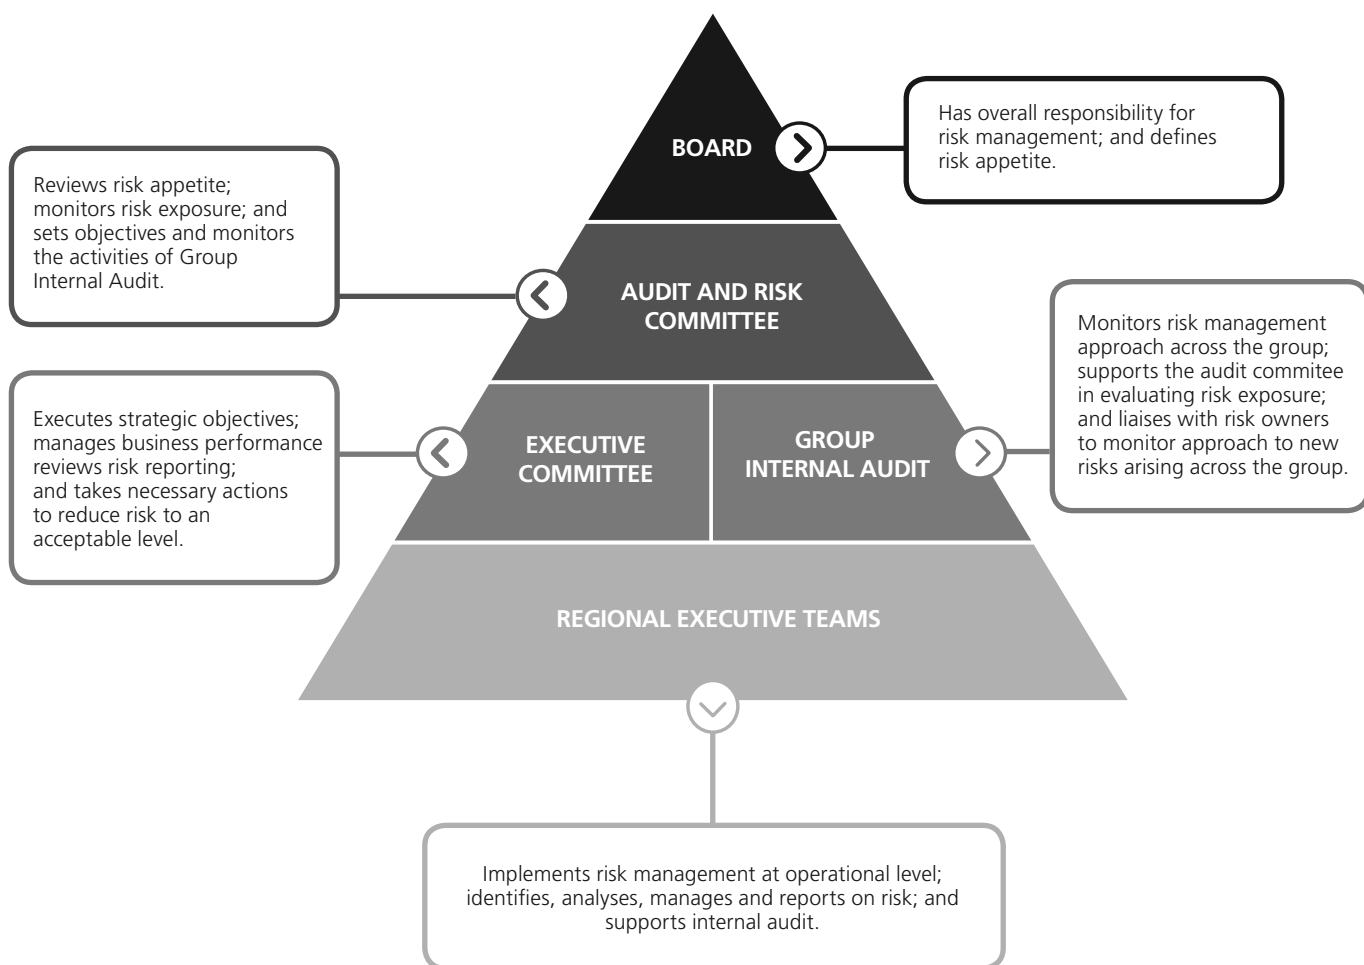 BOARD
Has overall responsibility for
risk management; and defines
risk appetite.
Reviews risk appetite;
monitors risk exposure; and
sets objectives and monitors
the activities of Group
Internal Audit.
AUDIT AND RISK
COMMITTEE
Monitors risk management
approach across the group;
supports the audit commitee
in evaluating risk exposure;
and liaises with risk owners
to monitor approach to new
risks arising across the group.
Executes strategic objectives;
manages business performance
reviews risk reporting;
and takes necessary actions
to reduce risk to an
acceptable level.
EXECUTIVE
COMMITTEE
GROUP
INTERNAL AUDIT
REGIONAL EXECUTIVE TEAMS
Implements risk management at operational level;
identifies, analyses, manages and reports on risk; and
supports internal audit.